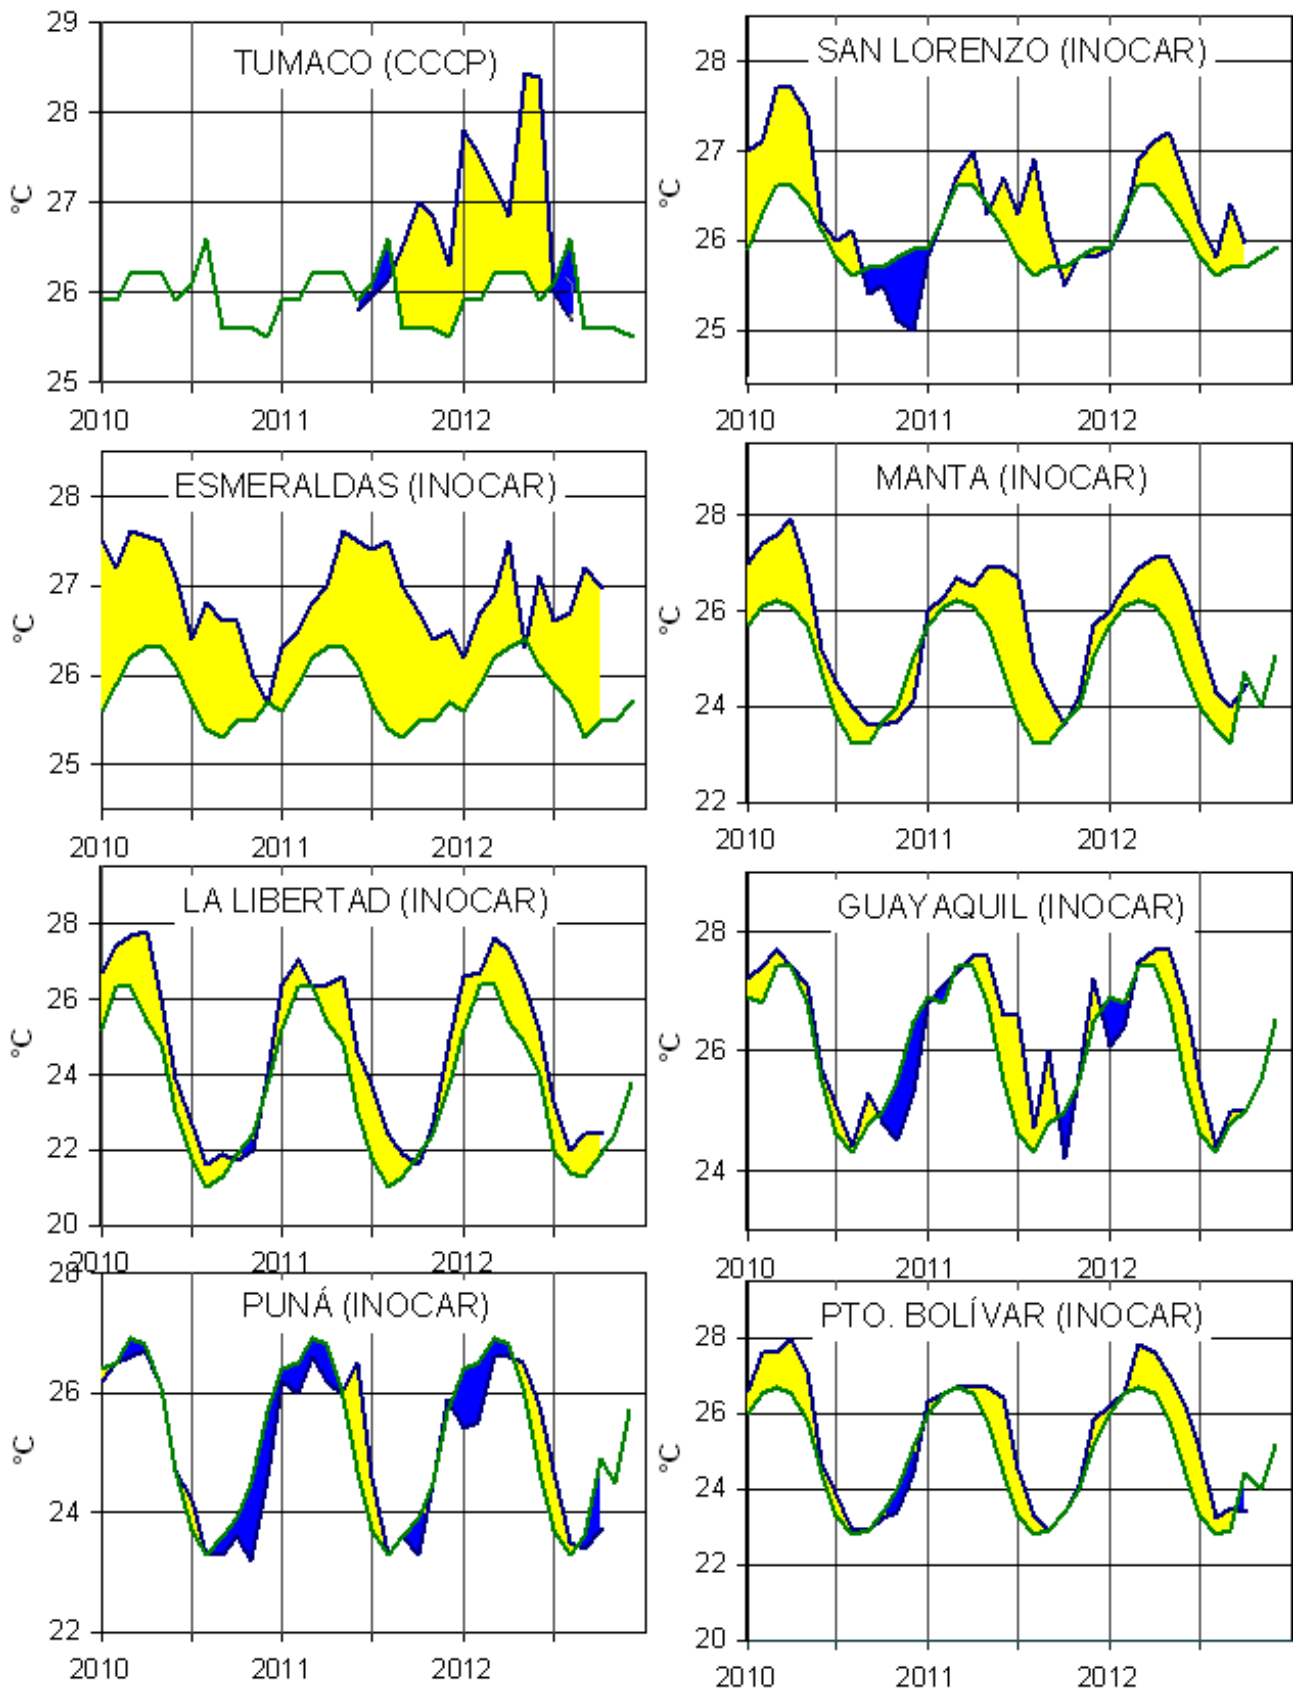 TUMACO (CCCP)
°C
29
28
27
26
25
2010 2011 2012
SAN LORENZO (INOCAR)
°C
28
27
26
25
2010 2011 2012
ESMERALDAS (INOCAR)
°C
28
27
26
25
2010 2011 2012
MANTA (INOCAR)
°C
28
26
24
22
2010 2011 2012
LA LIBERTAD (INOCAR)
°C
28
26
24
22
20
2010 2011 2012
GUAYAQUIL (INOCAR)
°C
28
26
24
2010 2011 2012
PUNÁ (INOCAR)
°C
28
26
24
22
2010 2011 2012
PTO. BOLÍVAR (INOCAR)
°C
28
26
24
22
20
2010 2011 2012